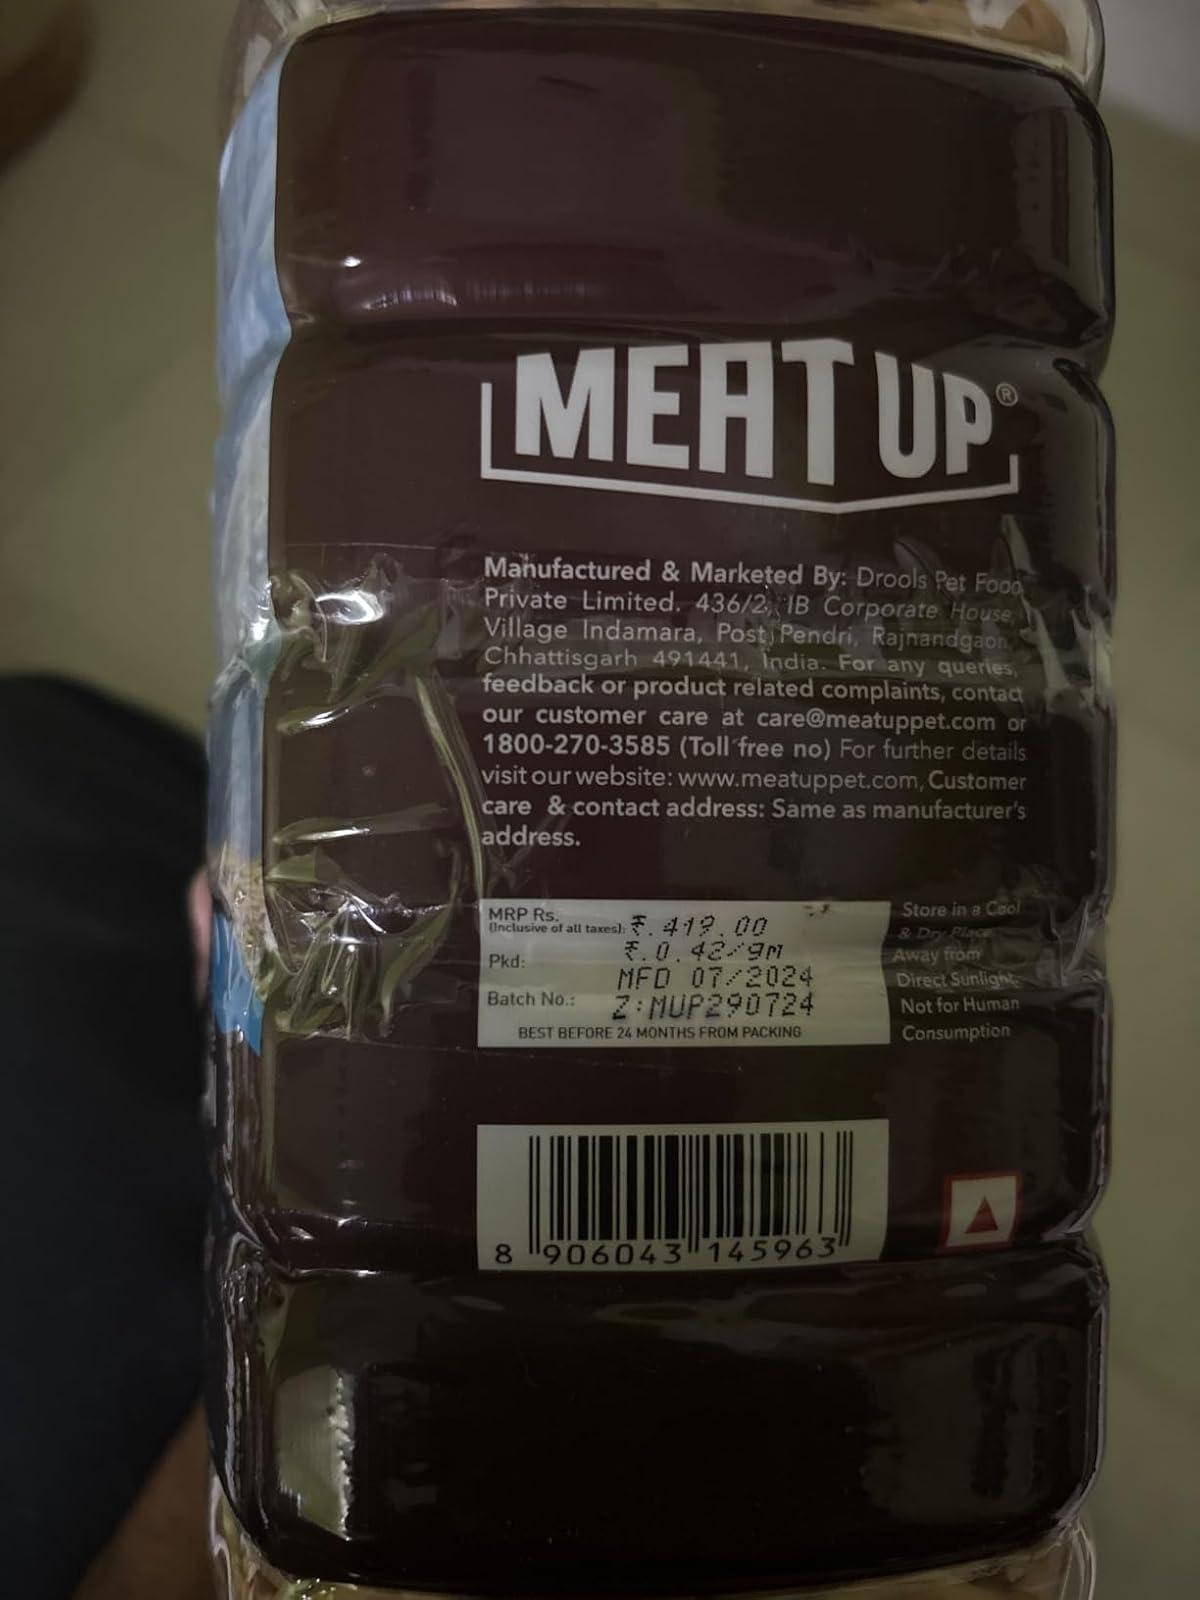 MEAT UP®
Manufactured & Marketed By: Drools Pet Food
Private Limited. 436/2, IB Corporate House,
Village Indamara, Post Pendri, Rajnandgaon,
Chhattisgarh 491441, India. For any queries,
feedback or product related complaints, contact
our customer care at care@meatuppet.com or
1800-270-3585 (Toll free no) For further details
visit our website: www.meatuppet.com, Customer
care & contact address: Same as manufacturer's
address.
MRP Rs.
(Inclusive of all taxes): ₹.419.00
₹.0.42/gm
Pkd: MFD 07/2024
Batch No.: Z:MUP290724
BEST BEFORE 24 MONTHS FROM PACKING
Store in a Cool
& Dry Place
Away from
Direct Sunlight.
Not for Human
Consumption
8 906043 145963